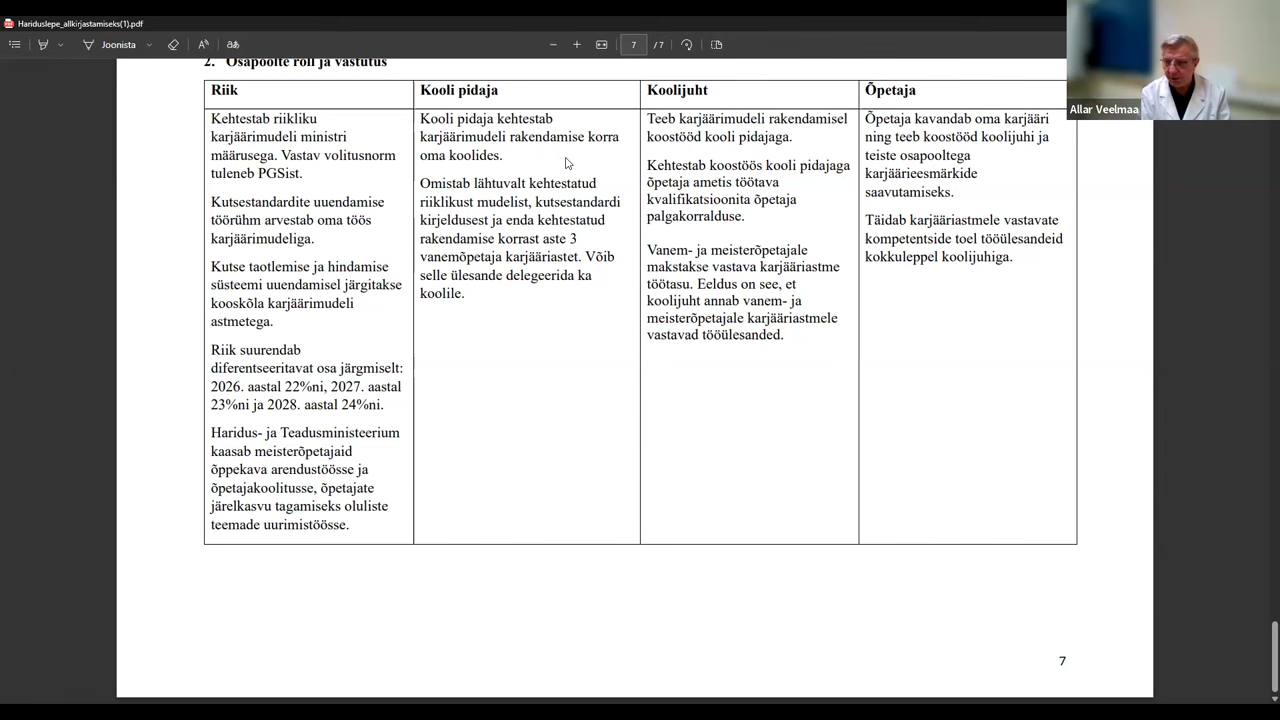 Hariduslepe_allkirjastamiseks(1).pdf
Joonista
7 / 7
Allar Veelmaa
2. Osapoolte roll ja vastutus
Riik
Kehtestab riikliku
karjäärimudeli ministri
määrusega. Vastav volitusnorm
tuleneb PGSist.
Kutsestandardite uuendamise
töörühm arvestab oma töös
karjäärimudeliga.
Kutse taotlemise ja hindamise
süsteemi uuendamisel järgitakse
kooskõla karjäärimudeli
astmetega.
Riik suurendab
diferentseeritavat osa järgmiselt:
2026. aastal 22%ni, 2027. aastal
23%ni ja 2028. aastal 24%ni.
Haridus- ja Teadusministeerium
kaasab meisterõpetajaid
õppekava arendustöösse ja
õpetajakoolitusse, õpetajate
järelkasvu tagamiseks oluliste
teemade uurimistöösse.
Kooli pidaja
Kooli pidaja kehtestab
karjäärimudeli rakendamise korra
oma koolides.
Omistab lähtuvalt kehtestatud
riiklikust mudelist, kutsestandardi
kirjeldusest ja enda kehtestatud
rakendamise korrast aste 3
vanemõpetaja karjääriastet. Võib
selle ülesande delegeerida ka
koolile.
Koolijuht
Teeb karjäärimudeli rakendamisel
koostööd kooli pidajaga.
Kehtestab koostöös kooli pidajaga
õpetaja ametis töötava
kvalifikatsioonita õpetaja
palgakorralduse.
Vanem- ja meisterõpetajale
makstakse vastava karjääriastme
töötasu. Eeldus on see, et
koolijuht annab vanem- ja
meisterõpetajale karjääriastmele
vastavad tööülesanded.
Õpetaja
Õpetaja kavandab oma karjääri
ning teeb koostööd koolijuhi ja
teiste osapooltega
karjäärieesmärkide
saavutamiseks.
Täidab karjääriastmele vastavate
kompetentside toel tööülesandeid
kokkuleppel koolijuhiga.
7